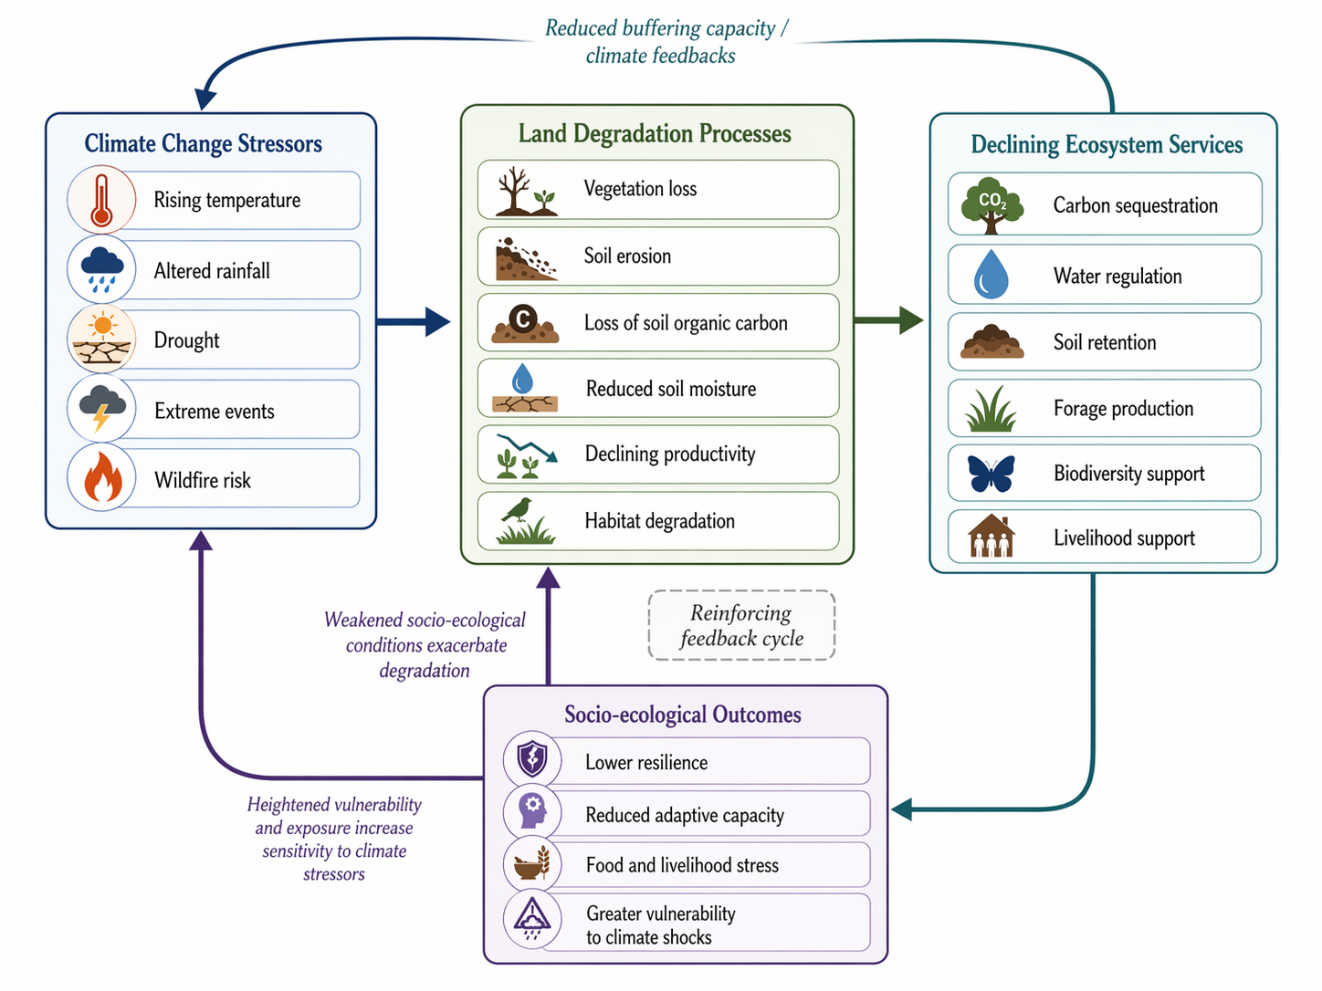 Reduced buffering capacity /
climate feedbacks
Climate Change Stressors
Rising temperature
Altered rainfall
Drought
Extreme events
Wildfire risk
Land Degradation Processes
Vegetation loss
Soil erosion
C
Loss of soil organic carbon
Reduced soil moisture
Declining productivity
Habitat degradation
Declining Ecosystem Services
CO₂
Carbon sequestration
Water regulation
Soil retention
Forage production
Biodiversity support
Livelihood support
Weakened socio-ecological
conditions exacerbate
degradation
Reinforcing
feedback cycle
Heightened vulnerability
and exposure increase
sensitivity to climate
stressors
Socio-ecological Outcomes
Lower resilience
Reduced adaptive capacity
Food and livelihood stress
Greater vulnerability
to climate shocks